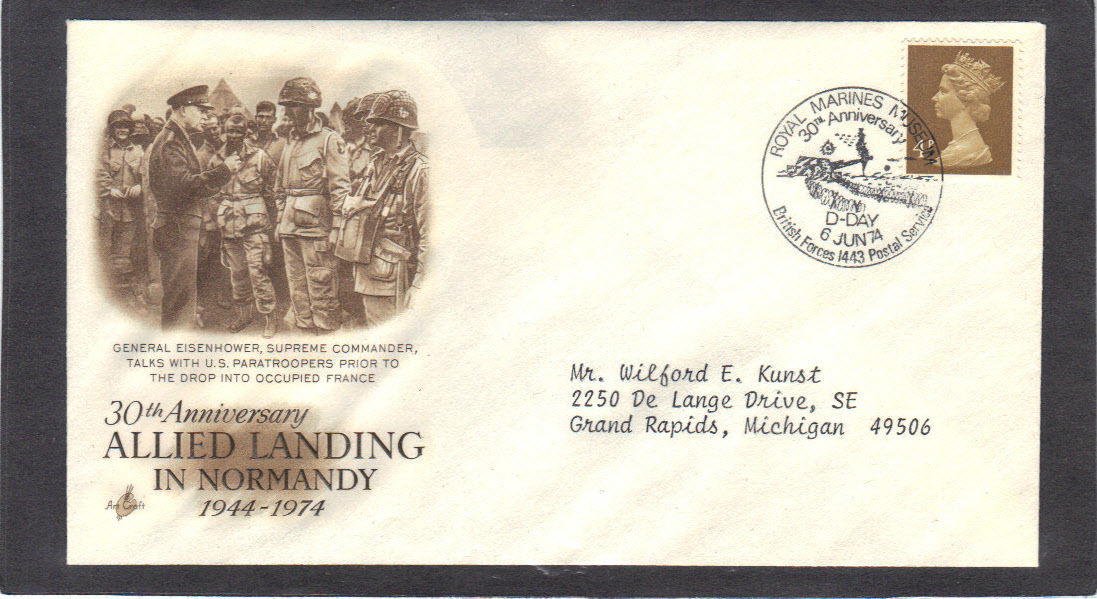 GENERAL EISENHOWER, SUPREME COMMANDER,
TALKS WITH U.S. PARATROOPERS PRIOR TO
THE DROP INTO OCCUPIED FRANCE
30th Anniversary
ALLIED LANDING
IN NORMANDY
1944-1974
Art Craft
ROYAL MARINES MUSEUM
30TH Anniversary
D-DAY
6 JUN 74
British Forces 1443 Postal Service
Mr. Wilford E. Kunst
2250 De Lange Drive, SE
Grand Rapids, Michigan 49506